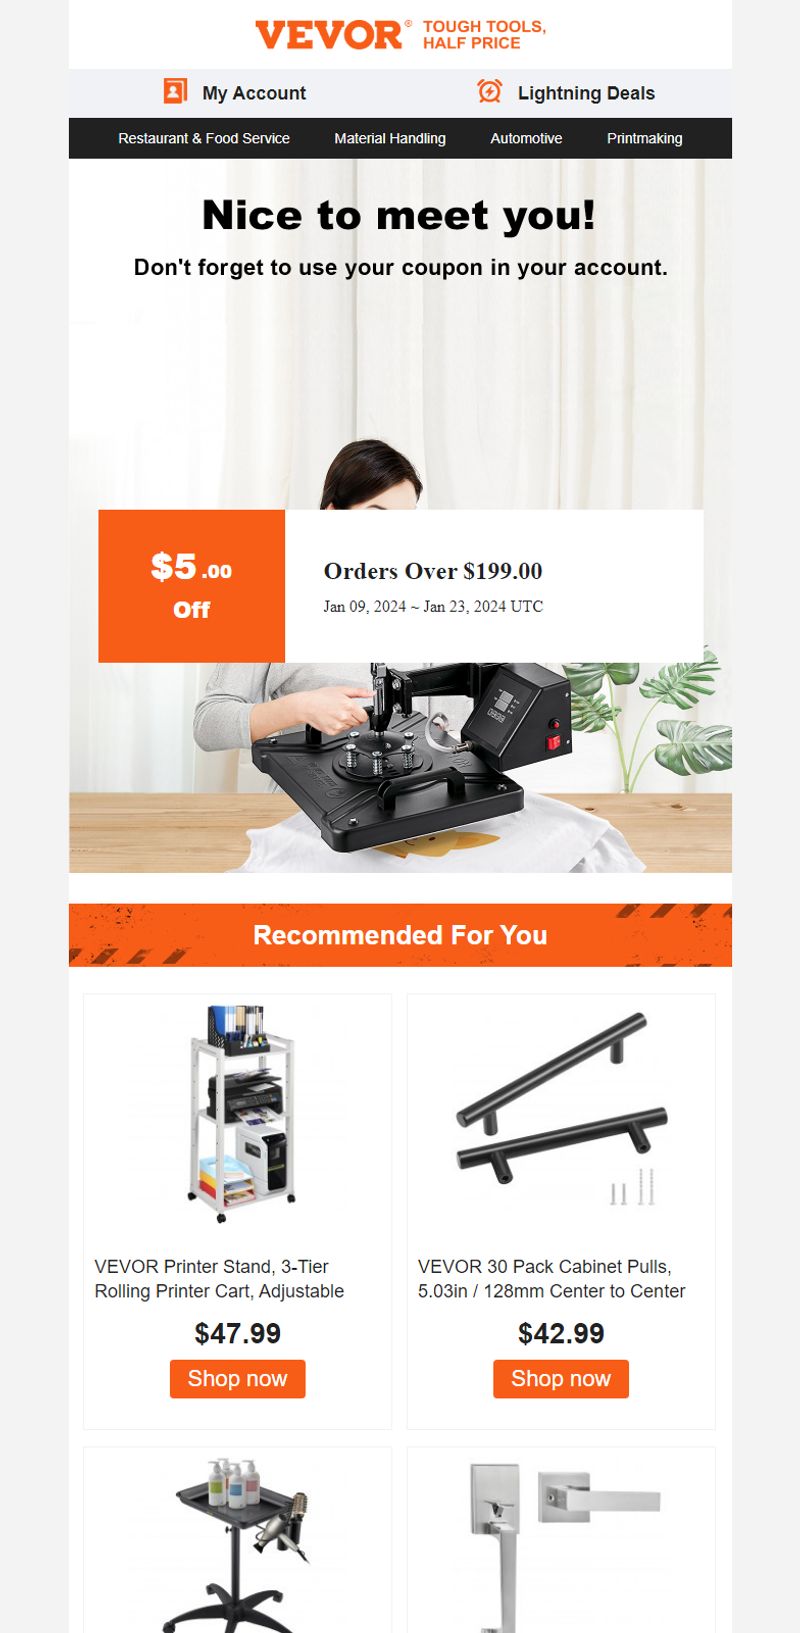 VEVOR® TOUGH TOOLS,
HALF PRICE
My Account
Lightning Deals
Restaurant & Food Service
Material Handling
Automotive
Printmaking
Nice to meet you!
Don't forget to use your coupon in your account.
$5.00
Off
Orders Over $199.00
Jan 09, 2024 ~ Jan 23, 2024 UTC
Recommended For You
VEVOR Printer Stand, 3-Tier
Rolling Printer Cart, Adjustable
$47.99
Shop now
VEVOR 30 Pack Cabinet Pulls,
5.03in / 128mm Center to Center
$42.99
Shop now